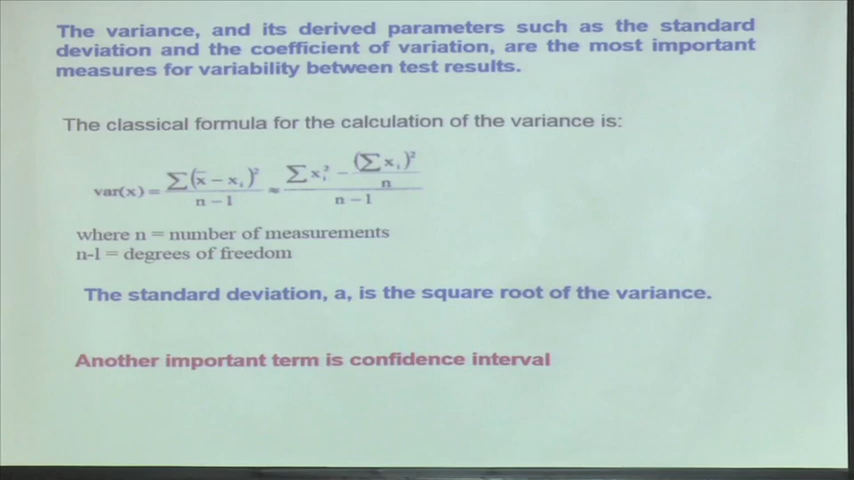 The variance, and its derived parameters such as the standard
deviation and the coefficient of variation, are the most important
measures for variability between test results.
The classical formula for the calculation of the variance is:
var(x) = ∑(x̄ − xᵢ)² / (n − 1) ≈ (∑xᵢ² − (∑xᵢ)² / n) / (n − 1)
where n = number of measurements
n-1 = degrees of freedom
The standard deviation, a, is the square root of the variance.
Another important term is confidence interval